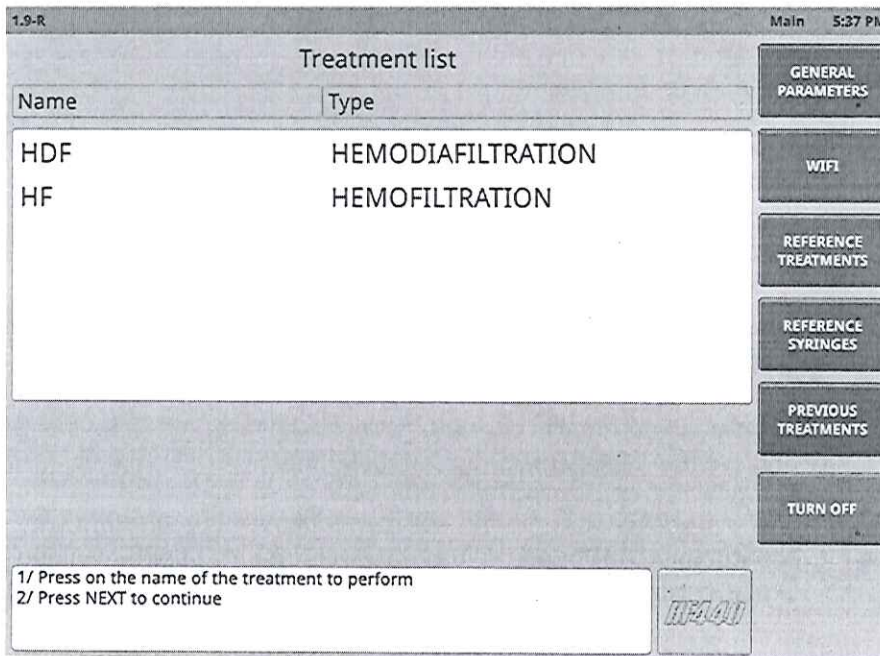 1.9-R
Main 5:37 PM
Treatment list
Name Type
HDF HEMODIAFILTRATION
HF HEMOFILTRATION
GENERAL
PARAMETERS
WIFI
REFERENCE
TREATMENTS
REFERENCE
SYRINGES
PREVIOUS
TREATMENTS
TURN OFF
1/ Press on the name of the treatment to perform
2/ Press NEXT to continue
HF440